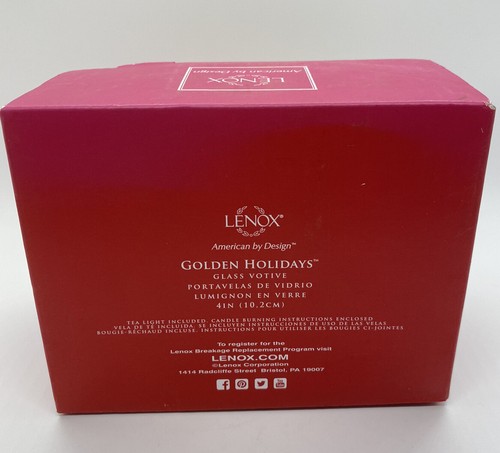 LENOX
American by Design
LENOX®
American by Design™
GOLDEN HOLIDAYS™
GLASS VOTIVE
PORTAVELAS DE VIDRIO
LUMIGNON EN VERRE
4IN (10,2CM)
TEA LIGHT INCLUDED. CANDLE BURNING INSTRUCTIONS ENCLOSED
VELA DE TÉ INCLUIDA. SE INCLUYEN INSTRUCCIONES DE USO DE LAS VELAS
BOUGIE-RÉCHAUD INCLUSE. INSTRUCTIONS POUR UTILISER LES BOUGIES CI-JOINTES
To register for the
Lenox Breakage Replacement Program visit
LENOX.COM
©Lenox Corporation
1414 Radcliffe Street Bristol, PA 19007